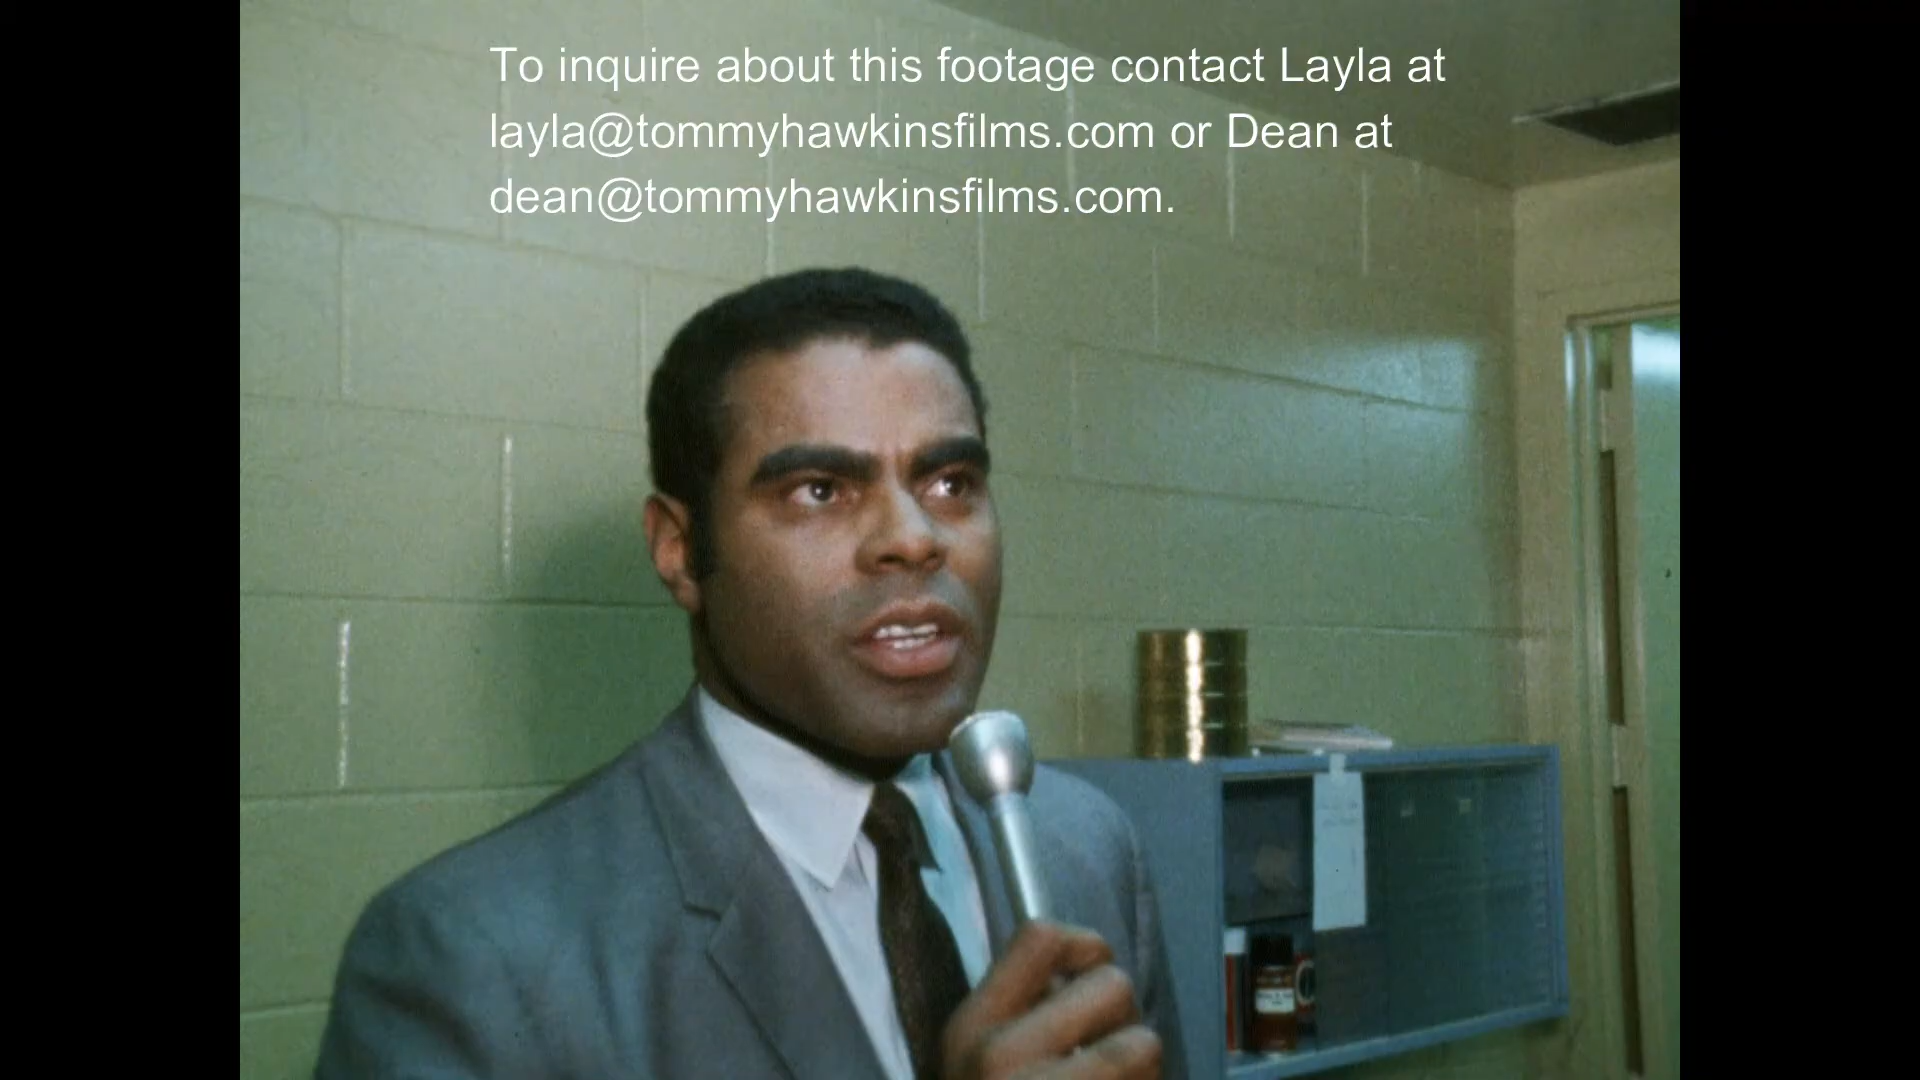 To inquire about this footage contact Layla at
layla@tommyhawkinsfilms.com or Dean at
dean@tommyhawkinsfilms.com.